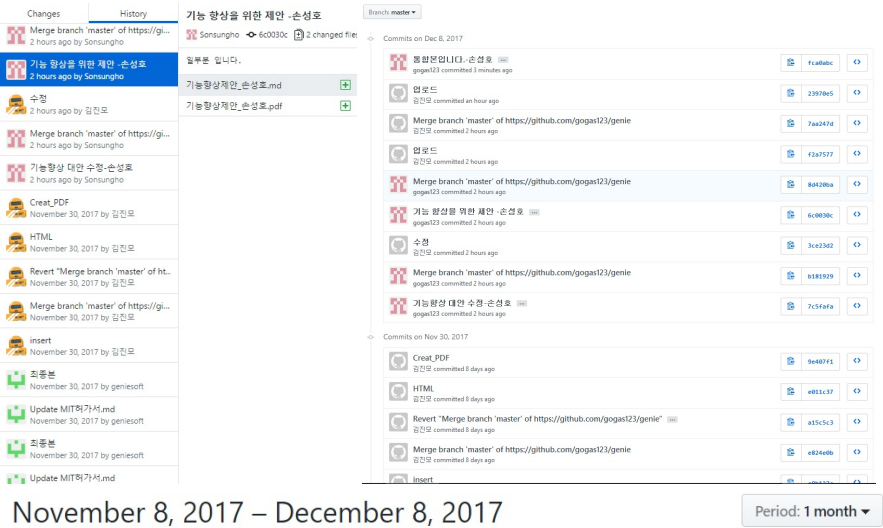 Changes History
Merge branch 'master' of https://gi...
2 hours ago by Sonsungho
기능 향상을 위한 제안 -손성호
2 hours ago by Sonsungho
수정
2 hours ago by 김진모
Merge branch 'master' of https://gi...
2 hours ago by Sonsungho
기능향상 대안 수정-손성호
2 hours ago by Sonsungho
Creat_PDF
November 30, 2017 by 김진모
HTML
November 30, 2017 by 김진모
Revert "Merge branch 'master' of ht...
November 30, 2017 by 김진모
Merge branch 'master' of https://gi...
November 30, 2017 by 김진모
insert
November 30, 2017 by 김진모
최종본
November 30, 2017 by geniesoft
Update MIT허가서.md
November 30, 2017 by geniesoft
최종본
November 30, 2017 by geniesoft
Update MIT허가서.md
기능 향상을 위한 제안 -손성호
Sonsungho 6c0030c 2 changed files
일부분 입니다.
기능향상제안_손성호.md
기능향상제안_손성호.pdf
Branch: master
Commits on Dec 8, 2017
통합본입니다.-손성호 ...
gogas123 committed 3 minutes ago
fca0abc
업로드
김진모 committed an hour ago
23970e5
Merge branch 'master' of https://github.com/gogas123/genie
gogas123 committed 2 hours ago
7aa247d
업로드
김진모 committed 2 hours ago
f2a7577
Merge branch 'master' of https://github.com/gogas123/genie
gogas123 committed 2 hours ago
8d420ba
기능 향상을 위한 제안 -손성호 ...
gogas123 committed 2 hours ago
6c0030c
수정
김진모 committed 2 hours ago
3ce23d2
Merge branch 'master' of https://github.com/gogas123/genie
gogas123 committed 2 hours ago
b181929
기능향상 대안 수정-손성호 ...
gogas123 committed 2 hours ago
7c5fafa
Commits on Nov 30, 2017
Creat_PDF
김진모 committed 8 days ago
9e407f1
HTML
김진모 committed 8 days ago
e011c37
Revert "Merge branch 'master' of https://github.com/gogas123/genie" ...
김진모 committed 8 days ago
a15c5c3
Merge branch 'master' of https://github.com/gogas123/genie
김진모 committed 8 days ago
e824e0b
insert
November 8, 2017 – December 8, 2017
Period: 1 month